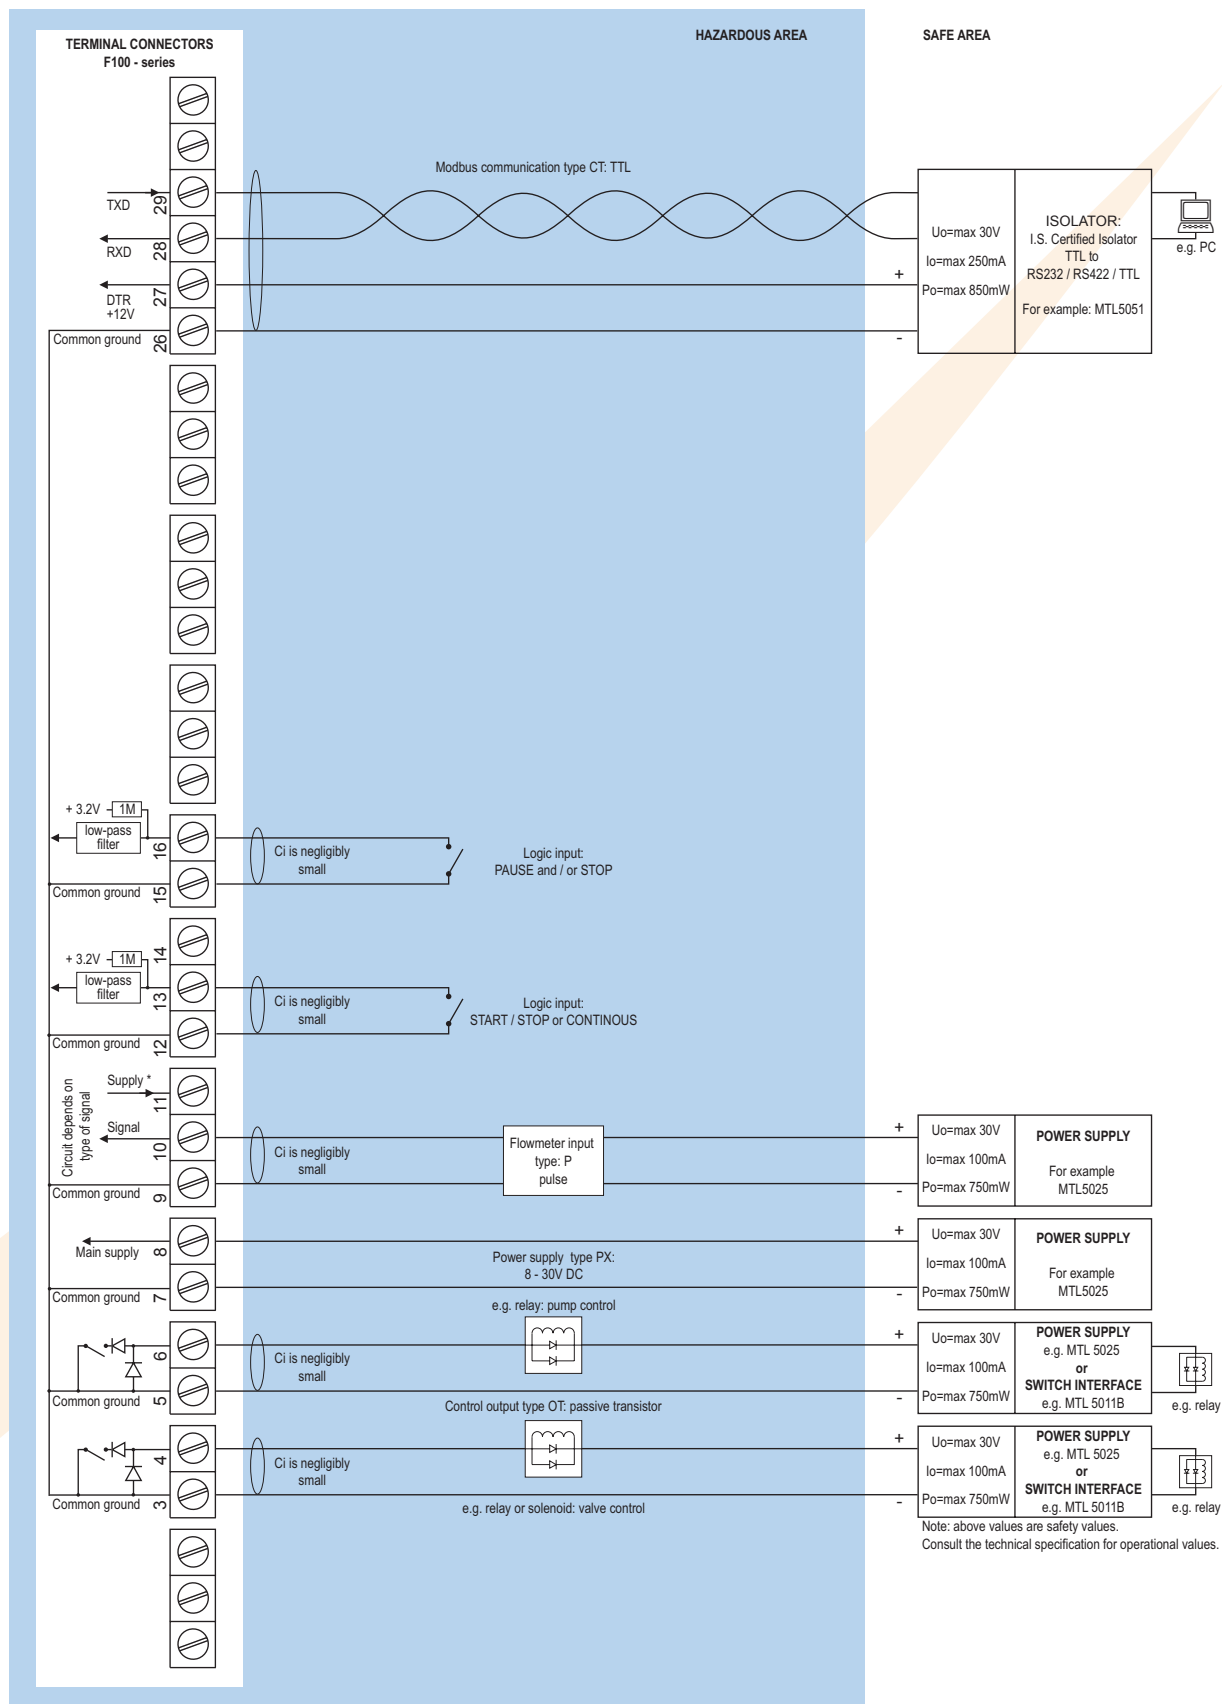 HAZARDOUS AREA
SAFE AREA
TERMINAL CONNECTORS
F100 - series
Modbus communication type CT: TTL
TXD
29
RXD
28
DTR
+12V
27
Common ground
26
+
-
Uo=max 30V
Io=max 250mA
Po=max 850mW
ISOLATOR:
I.S. Certified Isolator
TTL to
RS232 / RS422 / TTL
For example: MTL5051
e.g. PC
+ 3.2V
1M
low-pass
filter
16
Common ground
15
Ci is negligibly
small
Logic input:
PAUSE and / or STOP
14
+ 3.2V
1M
low-pass
filter
13
Common ground
12
Ci is negligibly
small
Logic input:
START / STOP or CONTINOUS
Circuit depends on
type of signal
Supply *
11
Signal
10
Common ground
9
Ci is negligibly
small
Flowmeter input
type: P
pulse
+
-
Uo=max 30V
Io=max 100mA
Po=max 750mW
POWER SUPPLY
For example
MTL5025
Main supply
8
Common ground
7
Power supply type PX:
8 - 30V DC
+
-
Uo=max 30V
Io=max 100mA
Po=max 750mW
POWER SUPPLY
For example
MTL5025
e.g. relay: pump control
6
Common ground
5
Ci is negligibly
small
Control output type OT: passive transistor
+
-
Uo=max 30V
Io=max 100mA
Po=max 750mW
POWER SUPPLY
e.g. MTL 5025
or
SWITCH INTERFACE
e.g. MTL 5011B
e.g. relay
4
Common ground
3
Ci is negligibly
small
e.g. relay or solenoid: valve control
+
-
Uo=max 30V
Io=max 100mA
Po=max 750mW
POWER SUPPLY
e.g. MTL 5025
or
SWITCH INTERFACE
e.g. MTL 5011B
e.g. relay
Note: above values are safety values.
Consult the technical specification for operational values.